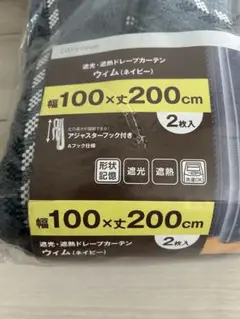 遮光・遮熱ドレープカーテン
ウィム(ネイビー)
幅100×丈200cm
2枚入
アジャスターフック付き
Aフック仕様
形状記憶
遮光
遮熱
洗濯OK
幅100×丈200cm
遮光・遮熱ドレープカーテン
ウィム(ネイビー)
2枚入